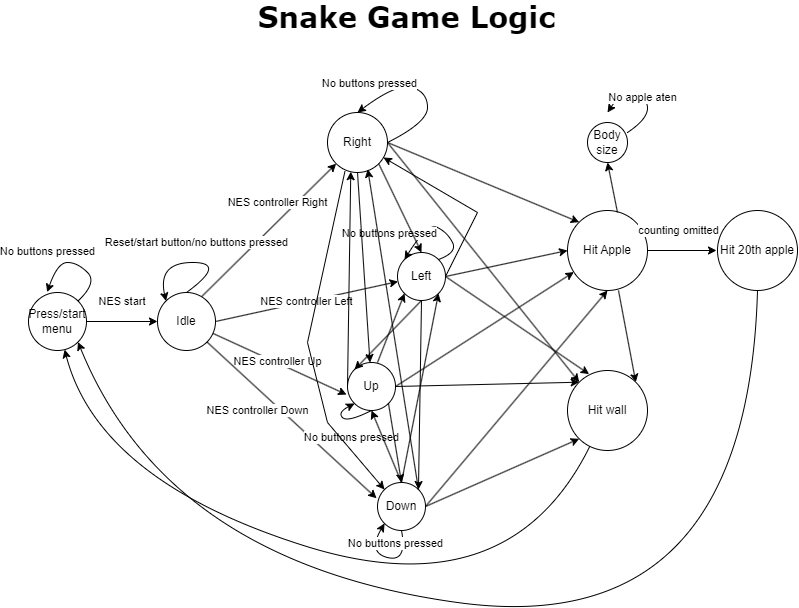 Snake Game Logic
No buttons pressed
No apple aten
Right
Body
size
NES controller Right
No buttons pressed
counting omitted
Reset/start button/no buttons pressed
No buttons pressed
Hit Apple
Hit 20th apple
Left
NES start
NES controller Left
Press/start
menu
Idle
NES controller Up
Up
NES controller Down
Hit wall
No buttons pressed
Down
No buttons pressed